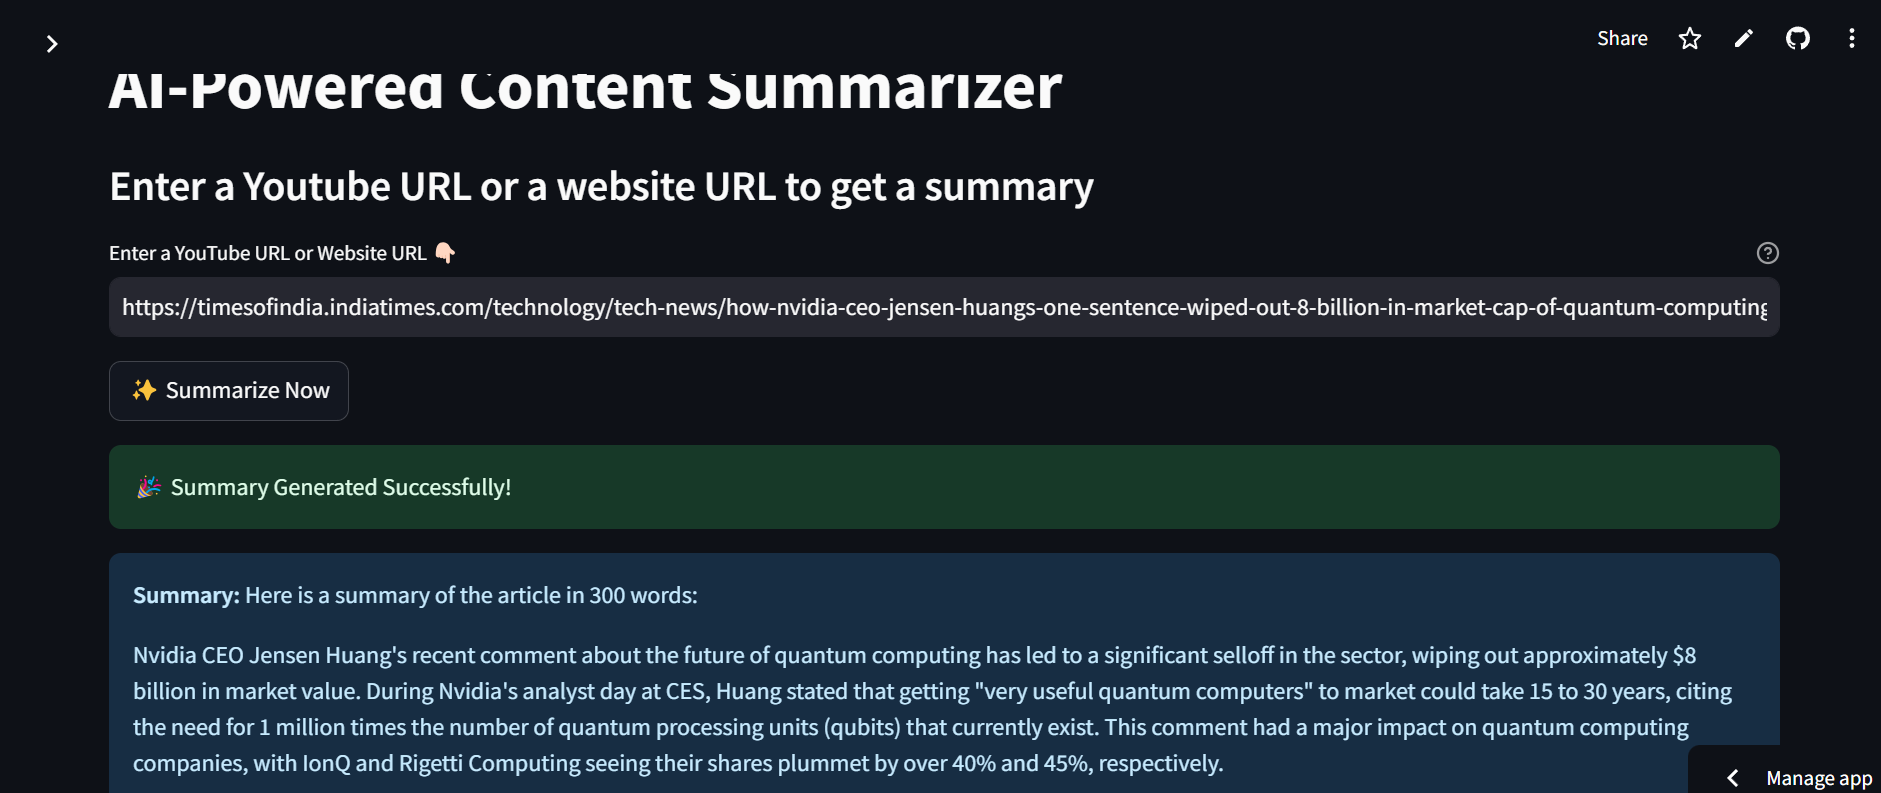 Share
AI-Powered Content Summarizer
Enter a Youtube URL or a website URL to get a summary
Enter a YouTube URL or Website URL 👇🏻
https://timesofindia.indiatimes.com/technology/tech-news/how-nvidia-ceo-jensen-huangs-one-sentence-wiped-out-8-billion-in-market-cap-of-quantum-computing
✨ Summarize Now
🎉 Summary Generated Successfully!
Summary: Here is a summary of the article in 300 words:
Nvidia CEO Jensen Huang's recent comment about the future of quantum computing has led to a significant selloff in the sector, wiping out approximately $8
billion in market value. During Nvidia's analyst day at CES, Huang stated that getting "very useful quantum computers" to market could take 15 to 30 years, citing
the need for 1 million times the number of quantum processing units (qubits) that currently exist. This comment had a major impact on quantum computing
companies, with IonQ and Rigetti Computing seeing their shares plummet by over 40% and 45%, respectively.
Manage app